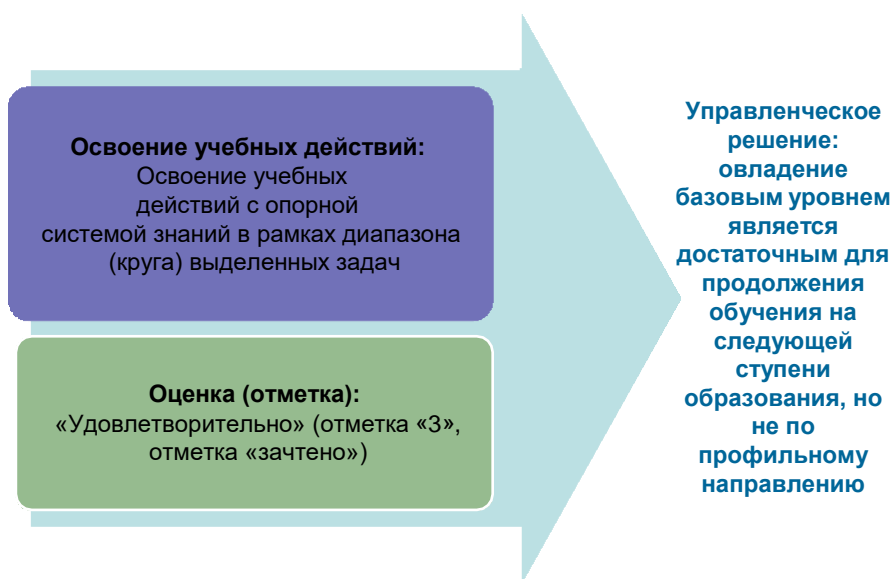 Освоение учебных действий:
Освоение учебных
действий с опорной
системой знаний в рамках диапазона
(круга) выделенных задач
Оценка (отметка):
«Удовлетворительно» (отметка «3»,
отметка «зачтено»)
Управленческое
решение:
овладение
базовым уровнем
является
достаточным для
продолжения
обучения на
следующей
ступени
образования, но
не по
профильному
направлению